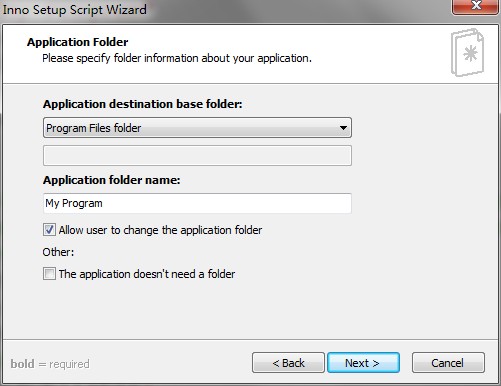 Inno Setup Script Wizard
Application Folder
Please specify folder information about your application.
Application destination base folder:
Program Files folder
Application folder name:
My Program
Allow user to change the application folder
Other:
The application doesn't need a folder
bold = required
< Back
Next >
Cancel